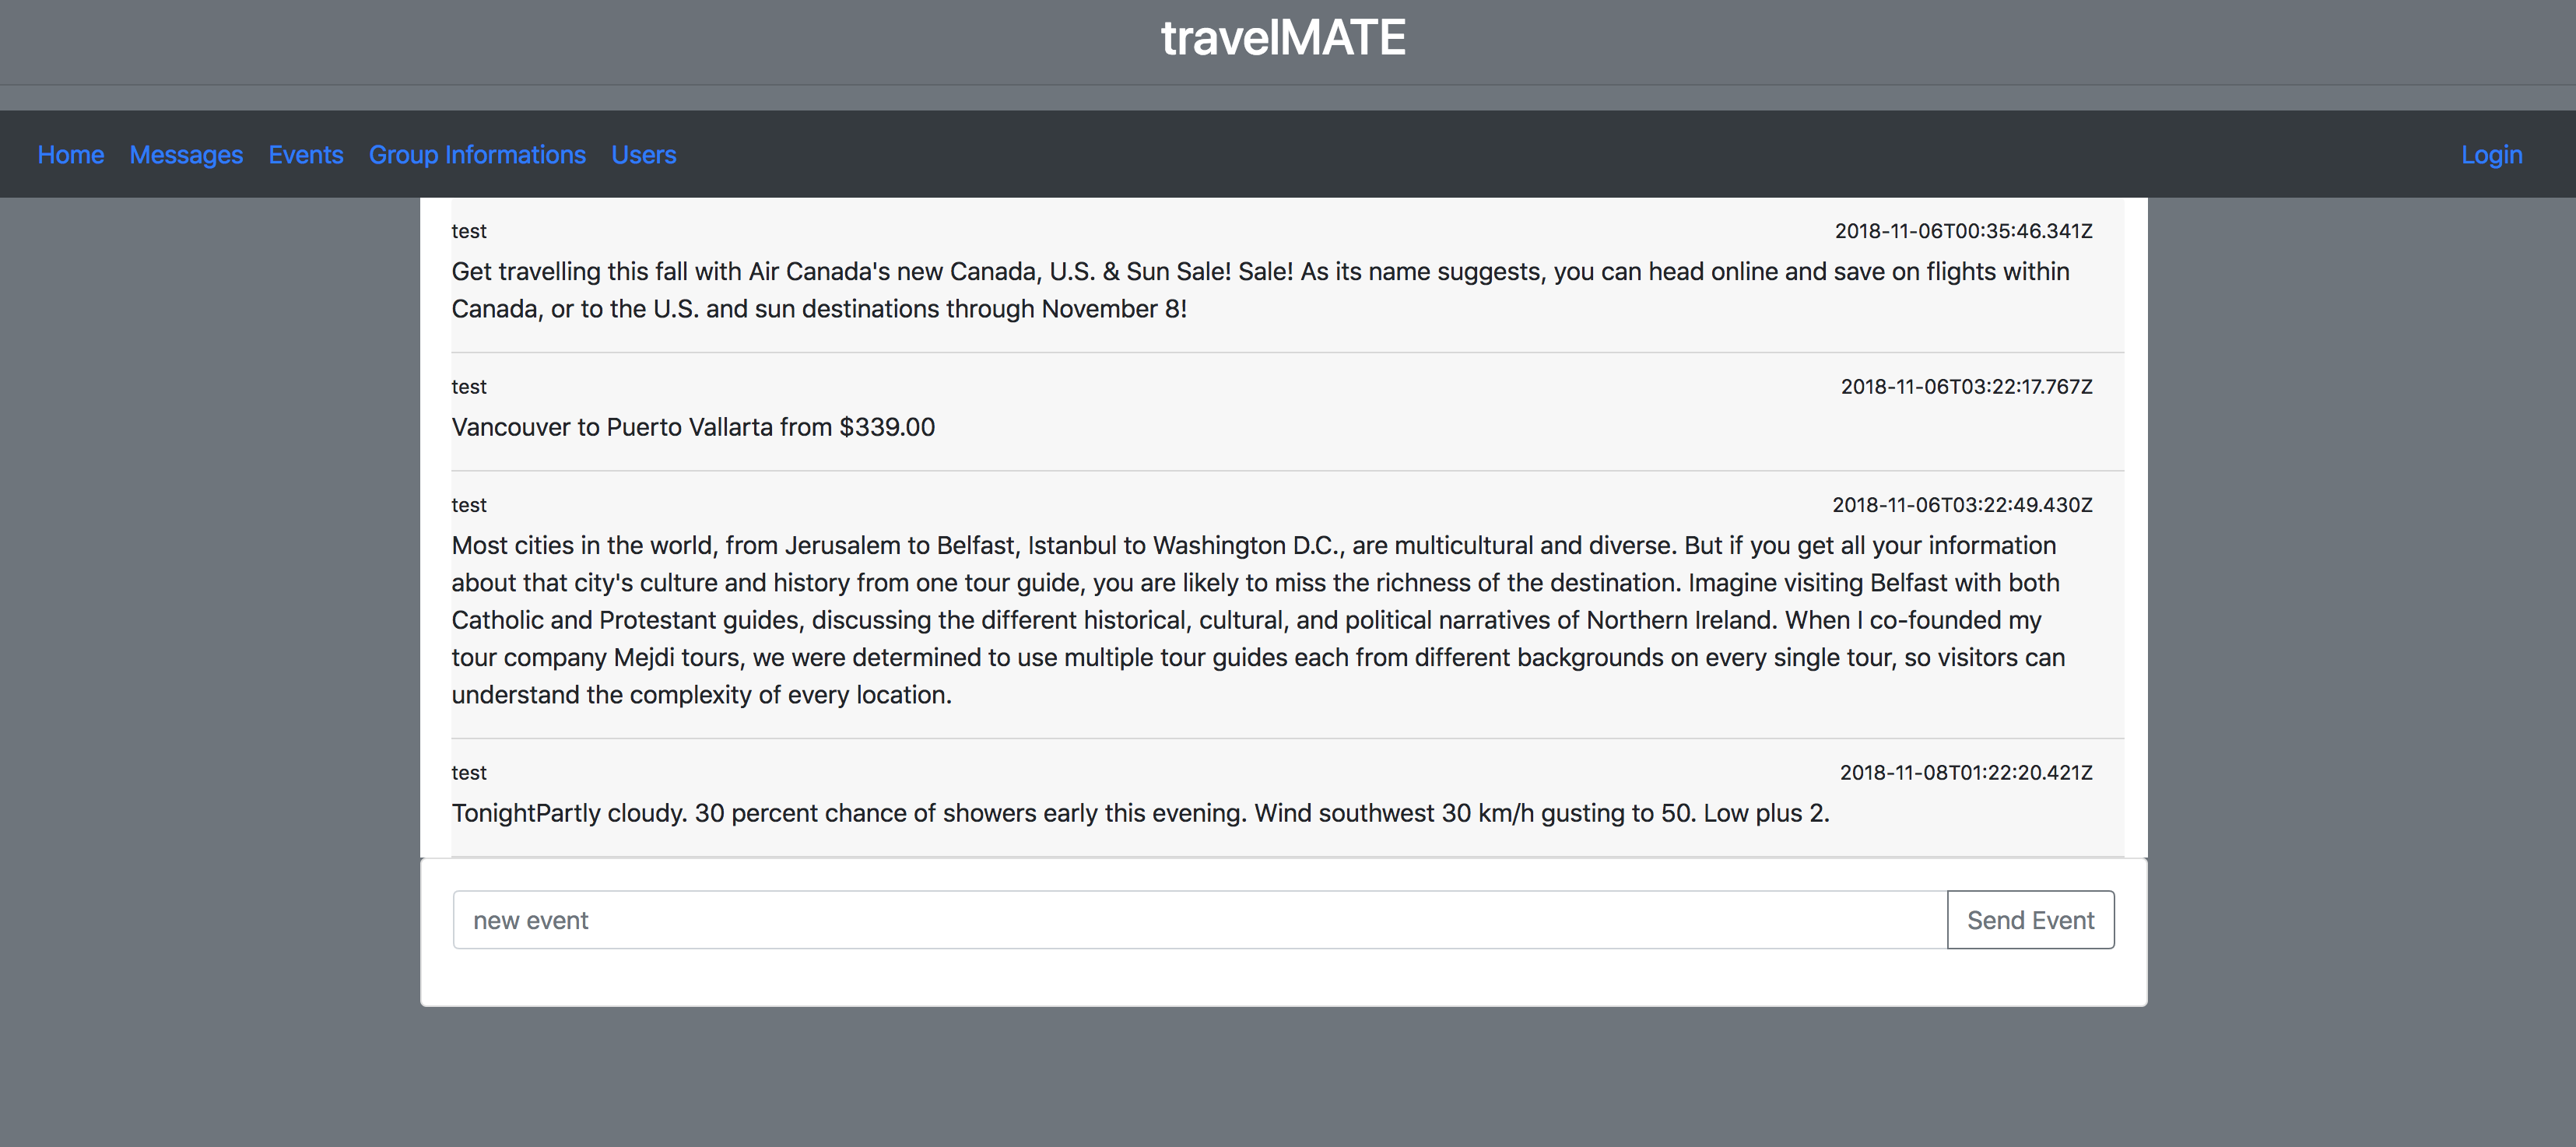 travelMATE
Home Messages Events Group Informations Users Login
test 2018-11-06T00:35:46.341Z
Get travelling this fall with Air Canada's new Canada, U.S. & Sun Sale! Sale! As its name suggests, you can head online and save on flights within
Canada, or to the U.S. and sun destinations through November 8!
test 2018-11-06T03:22:17.767Z
Vancouver to Puerto Vallarta from $339.00
test 2018-11-06T03:22:49.430Z
Most cities in the world, from Jerusalem to Belfast, Istanbul to Washington D.C., are multicultural and diverse. But if you get all your information
about that city's culture and history from one tour guide, you are likely to miss the richness of the destination. Imagine visiting Belfast with both
Catholic and Protestant guides, discussing the different historical, cultural, and political narratives of Northern Ireland. When I co-founded my
tour company Mejdi tours, we were determined to use multiple tour guides each from different backgrounds on every single tour, so visitors can
understand the complexity of every location.
test 2018-11-08T01:22:20.421Z
TonightPartly cloudy. 30 percent chance of showers early this evening. Wind southwest 30 km/h gusting to 50. Low plus 2.
new event Send Event